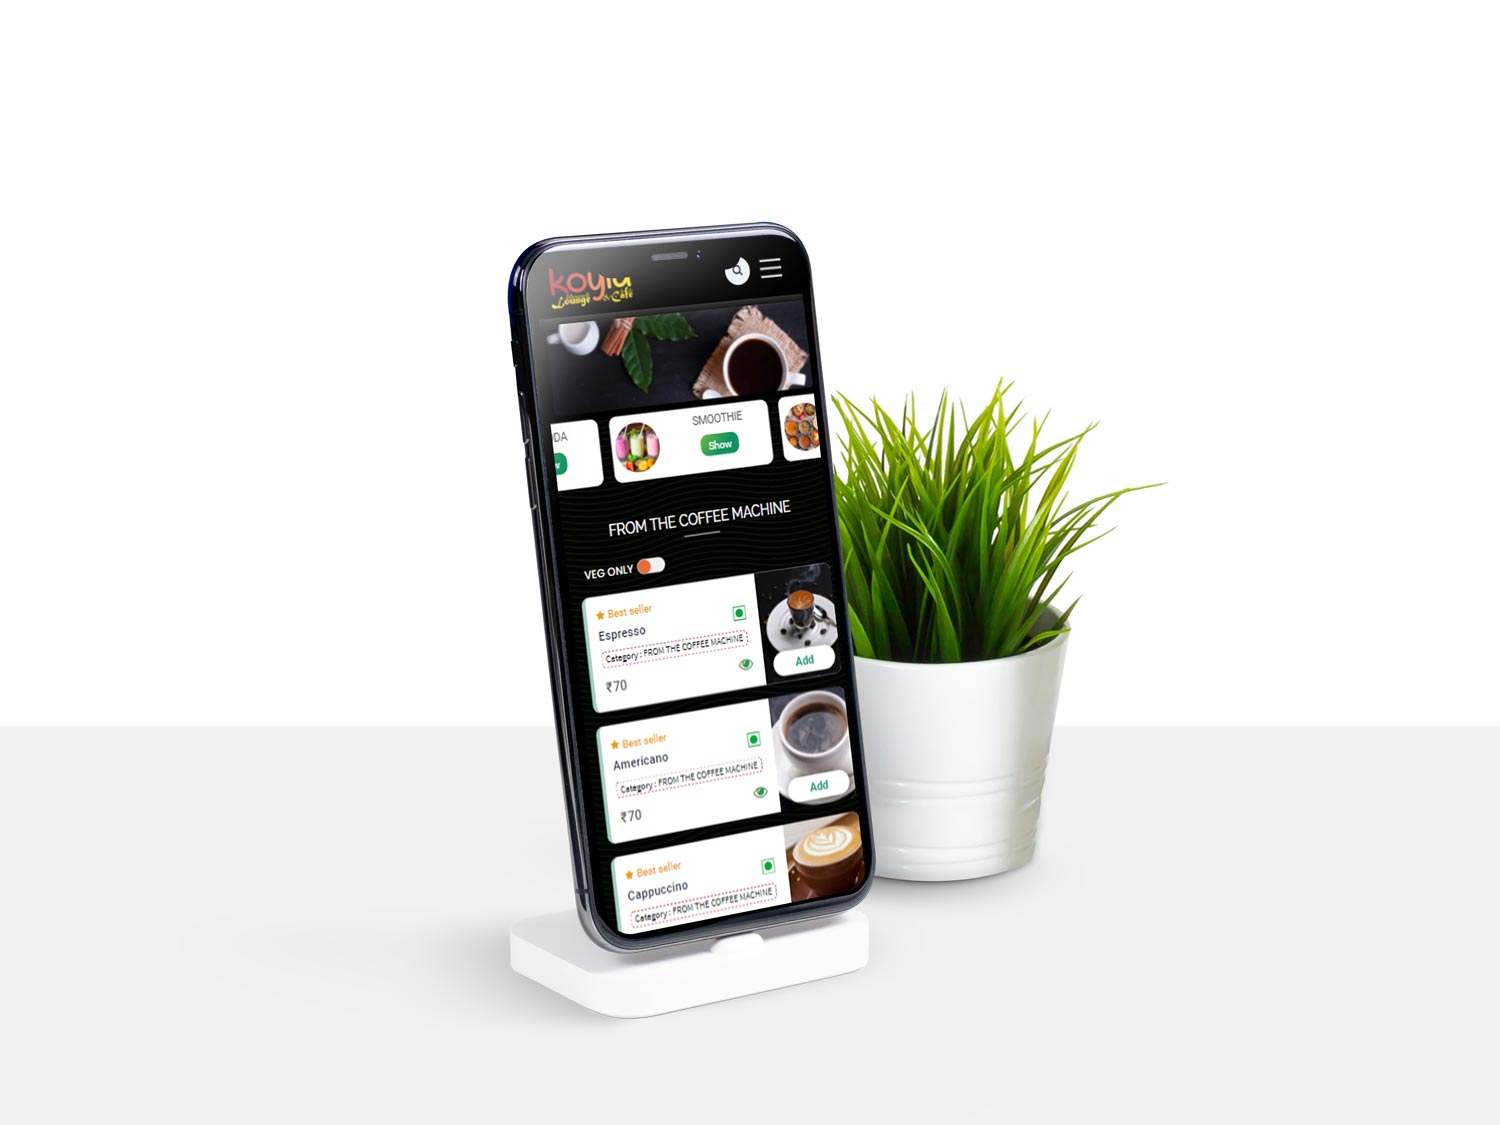 koyla
Lounge & Cafe
DA
SMOOTHIE
Show
FROM THE COFFEE MACHINE
VEG ONLY
Best seller
Espresso
Category : FROM THE COFFEE MACHINE
Add
₹70
Best seller
Americano
Category : FROM THE COFFEE MACHINE
Add
₹70
Best seller
Cappuccino
Category : FROM THE COFFEE MACHINE